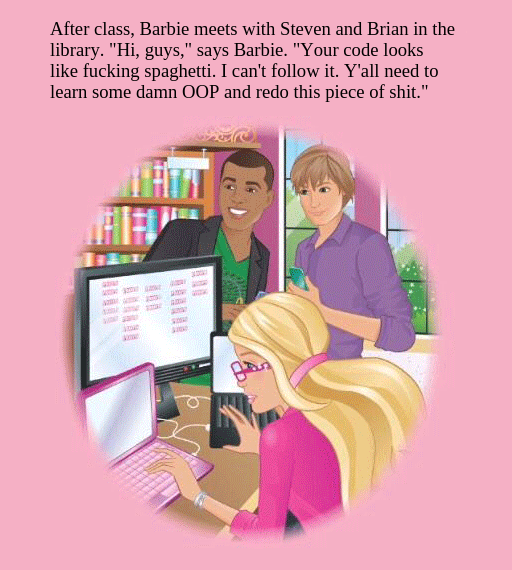 After class, Barbie meets with Steven and Brian in the
library. "Hi, guys," says Barbie. "Your code looks
like fucking spaghetti. I can't follow it. Y'all need to
learn some damn OOP and redo this piece of shit."